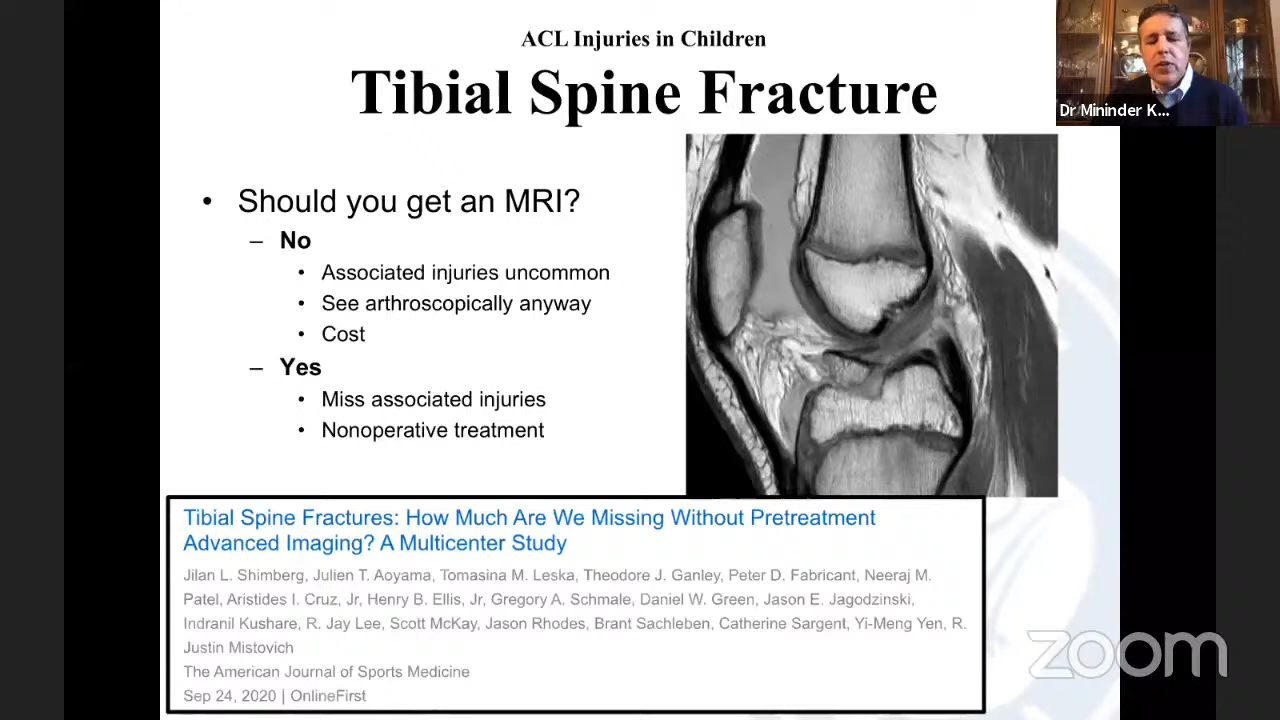 ACL Injuries in Children
Tibial Spine Fracture
Dr Mininder K...
• Should you get an MRI?
– No
• Associated injuries uncommon
• See arthroscopically anyway
• Cost
– Yes
• Miss associated injuries
• Nonoperative treatment
Tibial Spine Fractures: How Much Are We Missing Without Pretreatment
Advanced Imaging? A Multicenter Study
Jilan L. Shimberg, Julien T. Aoyama, Tomasina M. Leska, Theodore J. Ganley, Peter D. Fabricant, Neeraj M.
Patel, Aristides I. Cruz, Jr, Henry B. Ellis, Jr, Gregory A. Schmale, Daniel W. Green, Jason E. Jagodzinski,
Indranil Kushare, R. Jay Lee, Scott McKay, Jason Rhodes, Brant Sachleben, Catherine Sargent, Yi-Meng Yen, R.
Justin Mistovich
The American Journal of Sports Medicine
Sep 24, 2020 | OnlineFirst
zoom